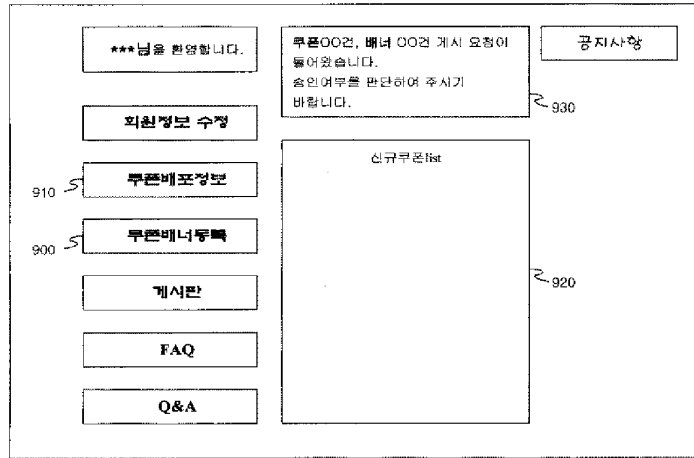 ***님을 환영합니다.
쿠폰OO건, 배너 OO건 게시 요청이
들어왔습니다.
승인여부를 판단하여 주시기
바랍니다.
공지사항
930
회원정보 수정
신규쿠폰list
910
쿠폰배포정보
900
쿠폰배너등록
920
게시판
FAQ
Q&A